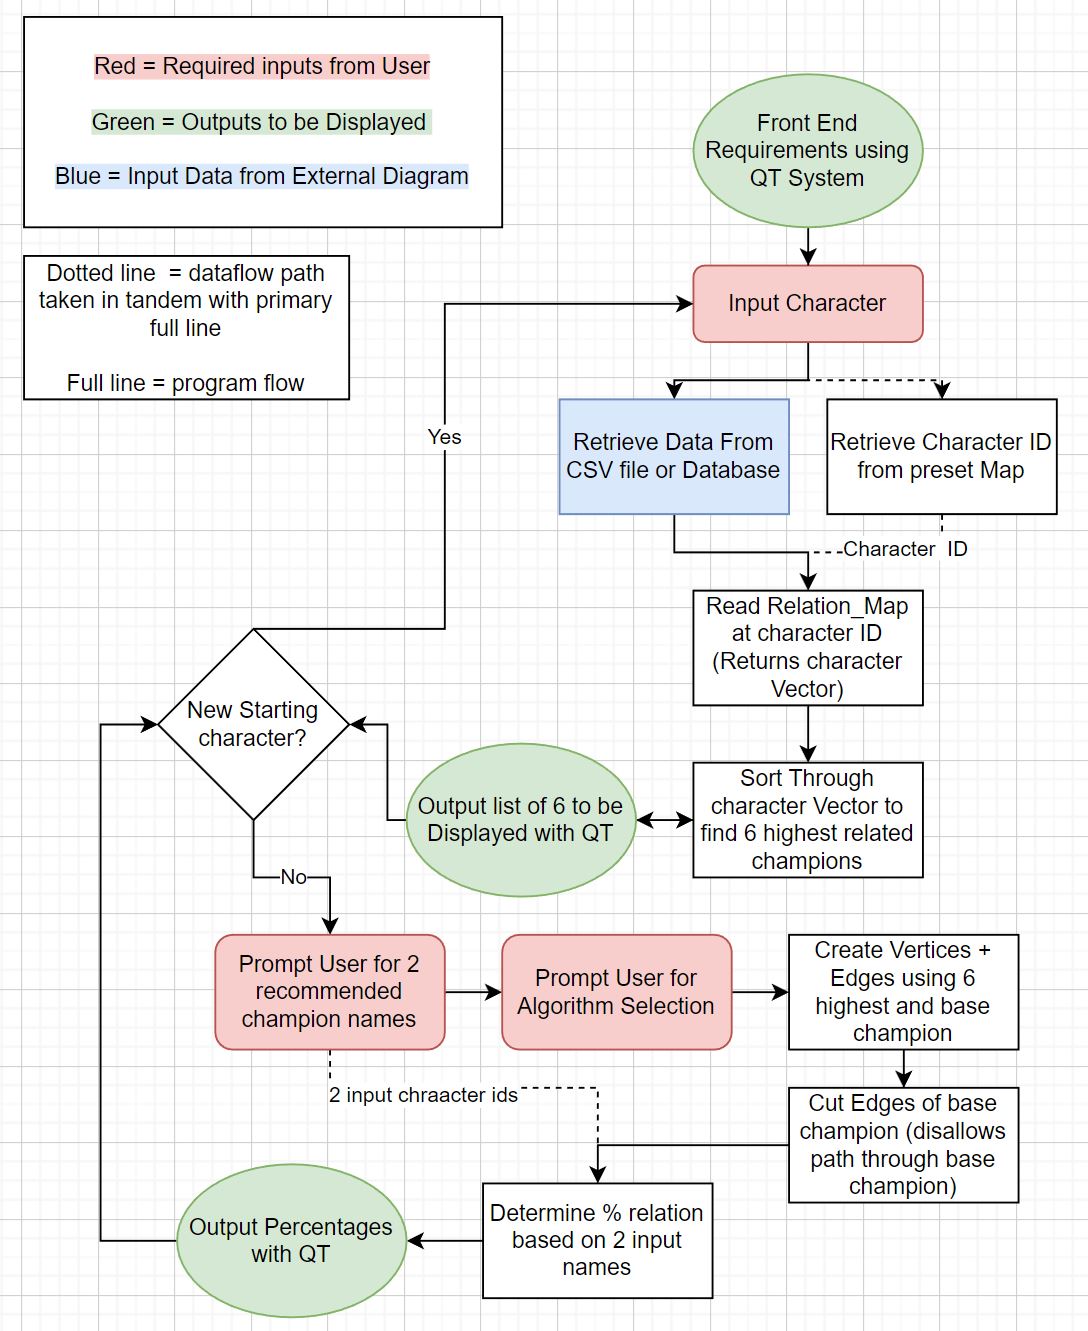 Red = Required inputs from User
Green = Outputs to be Displayed
Blue = Input Data from External Diagram
Dotted line  = dataflow path
taken in tandem with primary
full line
Full line = program flow
Front End
Requirements using
QT System
Input Character
Yes
Retrieve Data From
CSV file or Database
Retrieve Character ID
from preset Map
Character  ID
Read Relation_Map
at character ID
(Returns character
Vector)
New Starting
character?
Output list of 6 to be
Displayed with QT
Sort Through
character Vector to
find 6 highest related
champions
No
Prompt User for 2
recommended
champion names
Prompt User for
Algorithm Selection
Create Vertices +
Edges using 6
highest and base
champion
2 input chraacter ids
Cut Edges of base
champion (disallows
path through base
champion)
Output Percentages
with QT
Determine % relation
based on 2 input
names